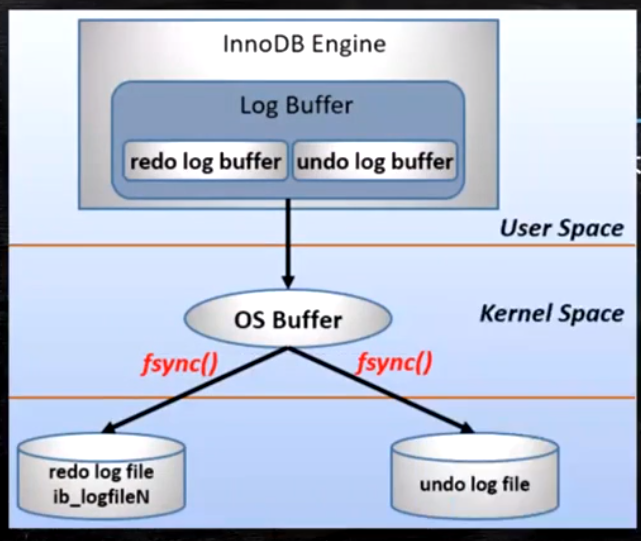 InnoDB Engine
Log Buffer
redo log buffer undo log buffer
User Space
OS Buffer
Kernel Space
fsync() fsync()
redo log file
ib_logfileN
undo log file